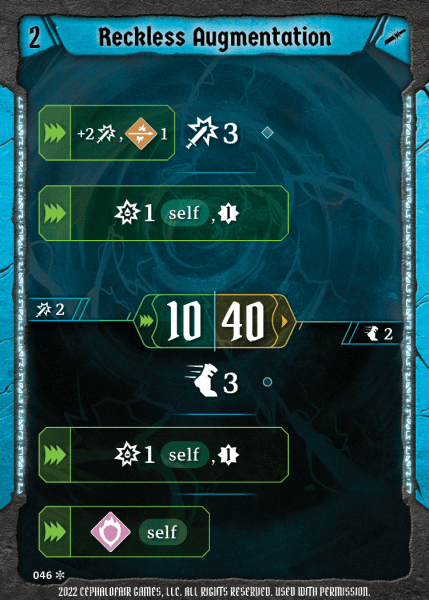 2 Reckless Augmentation
+2 , 1 3
1 self , 1
2
10 40
2
3
1 self , 1
self
046
2022 CEPHALOFAIR GAMES, LLC. ALL RIGHTS RESERVED. USED WITH PERMISSION.